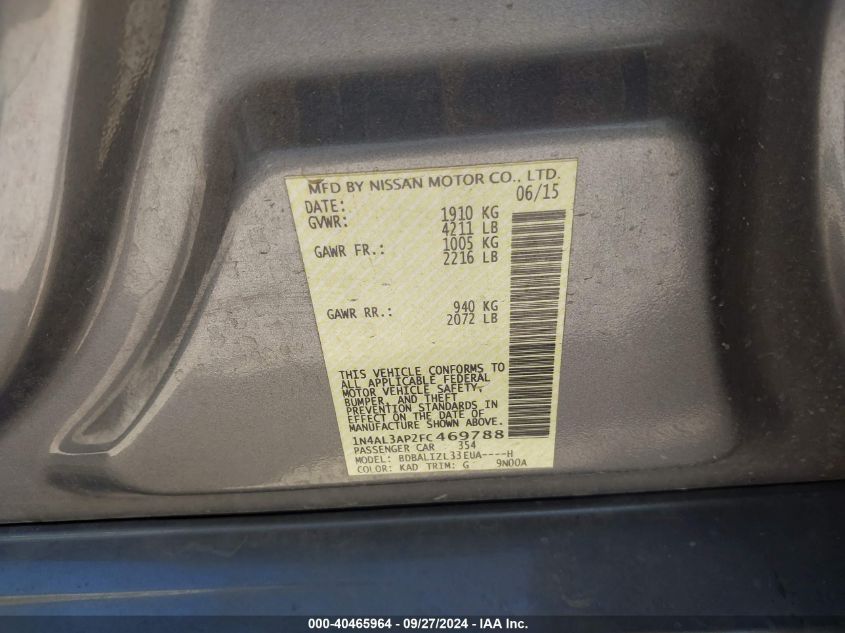 MFD BY NISSAN MOTOR CO., LTD.
DATE: 06/15
GVWR: 1910 KG
4211 LB
GAWR FR.: 1005 KG
2216 LB
GAWR RR.: 940 KG
2072 LB
THIS VEHICLE CONFORMS TO
ALL APPLICABLE FEDERAL
MOTOR VEHICLE SAFETY,
BUMPER, AND THEFT
PREVENTION STANDARDS IN
EFFECT ON THE DATE OF
MANUFACTURE SHOWN ABOVE.
1N4AL3AP2FC469788
PASSENGER CAR 354
MODEL: BDBALIZL33EUA----H
COLOR: KAD TRIM: G 9N00A
000-40465964 / 09/27/2024 - IAA Inc.